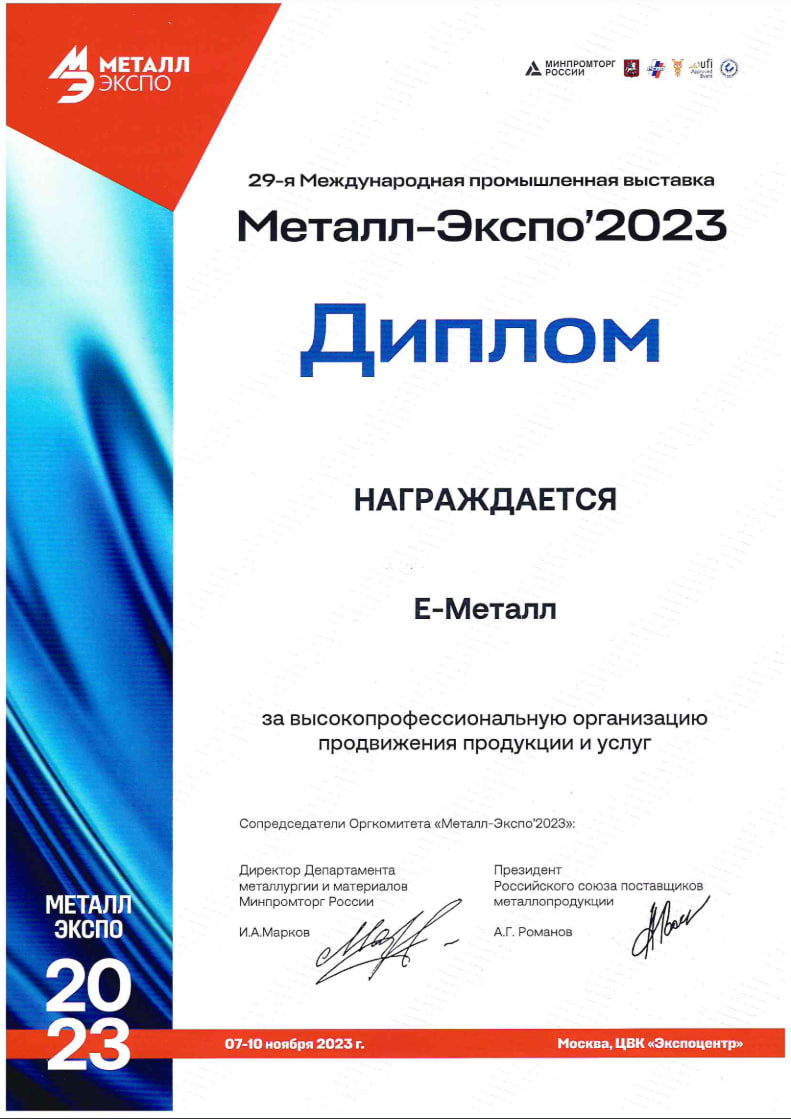 МЕТАЛЛ
ЭКСПО
МИНПРОМТОРГ
РОССИИ
ufi
Approved
Event
29-я Международная промышленная выставка
Металл-Экспо’2023
Диплом
НАГРАЖДАЕТСЯ
Е-Металл
за высокопрофессиональную организацию
продвижения продукции и услуг
Сопредседатели Оргкомитета «Металл-Экспо’2023»:
Директор Департамента
металлургии и материалов
Минпромторг России
И.А.Марков
Президент
Российского союза поставщиков
металлопродукции
А.Г. Романов
МЕТАЛЛ
ЭКСПО
20
23
07-10 ноября 2023 г.
Москва, ЦВК «Экспоцентр»